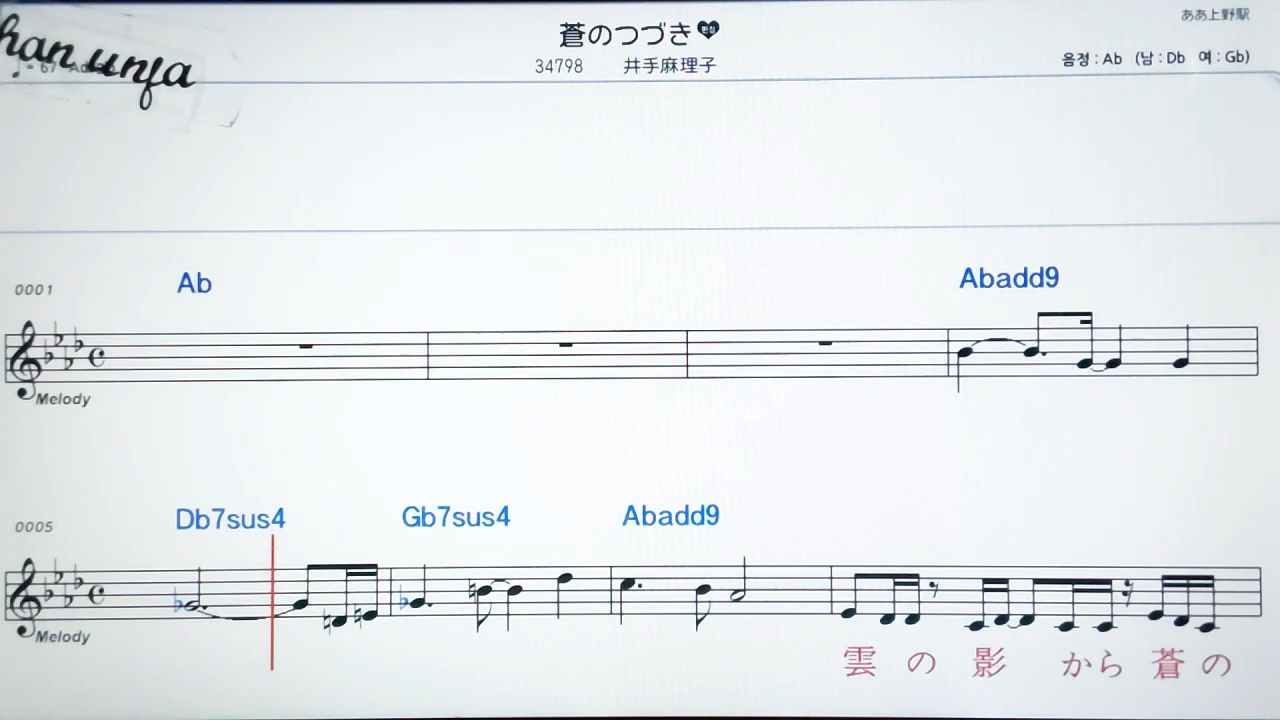 ああ上野駅
蒼のつづき
34798 井手麻理子
음정 : Ab (남 : Db 여 : Gb)
han unfa
0001 Ab Abadd9
Melody
0005 Db7sus4 Gb7sus4 Abadd9
Melody
雲 の 影 から 蒼 の